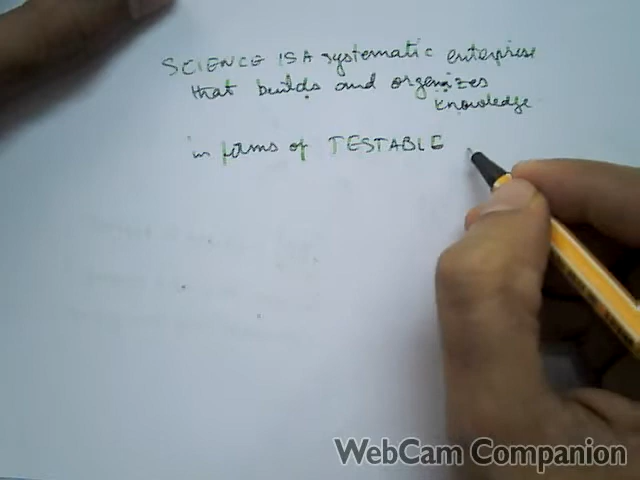 SCIENCE IS A systematic enterprise
that builds and organizes
knowledge
in forms of TESTABLE
WebCam Companion